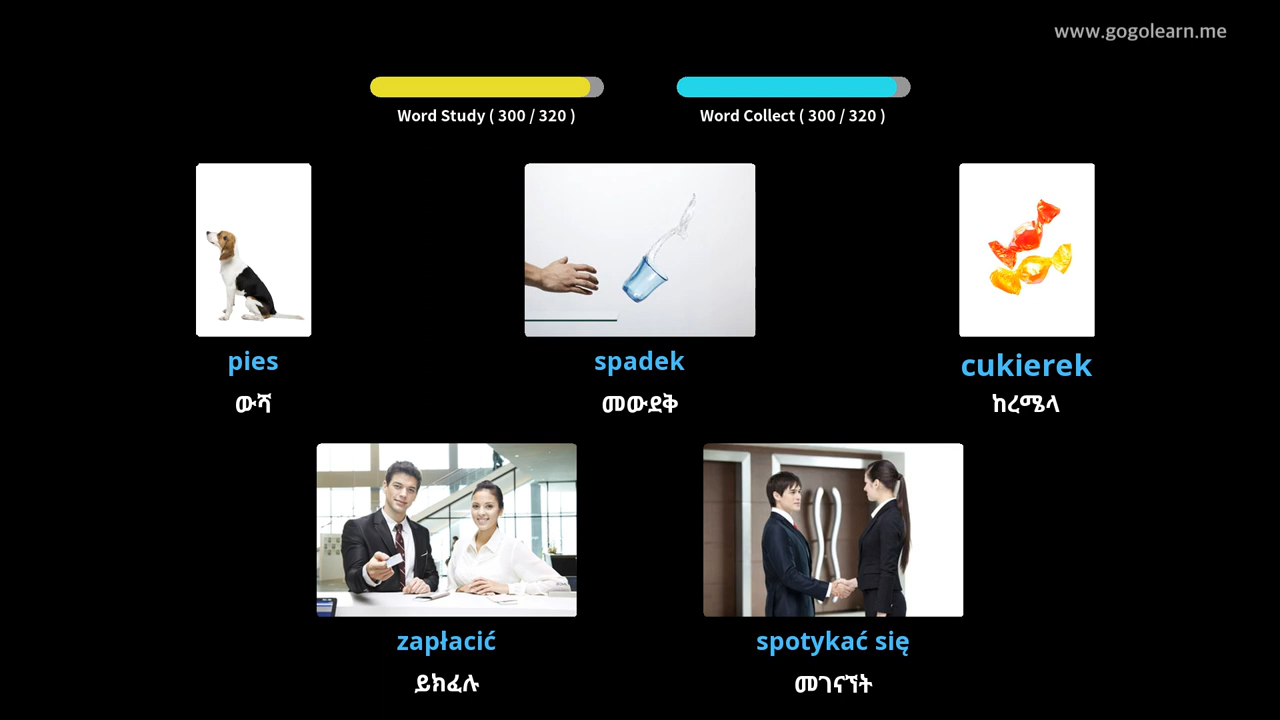 www.gogolearn.me
Word Study ( 300 / 320 )
Word Collect ( 300 / 320 )
pies
ውሻ
spadek
መውደቅ
cukierek
ከረሜላ
zapłacić
ይክፈሉ
spotykać się
መገናኘት